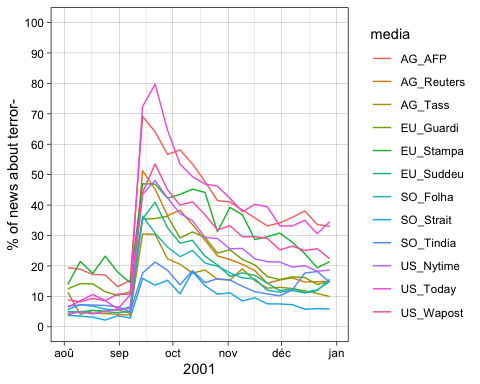 100
90
80
70
60
50
40
30
20
10
0
% of news about terror-
aoû
sep
oct
nov
déc
jan
2001
media
AG_AFP
AG_Reuters
AG_Tass
EU_Guardi
EU_Stampa
EU_Suddeu
SO_Folha
SO_Strait
SO_Tindia
US_Nytime
US_Today
US_Wapost